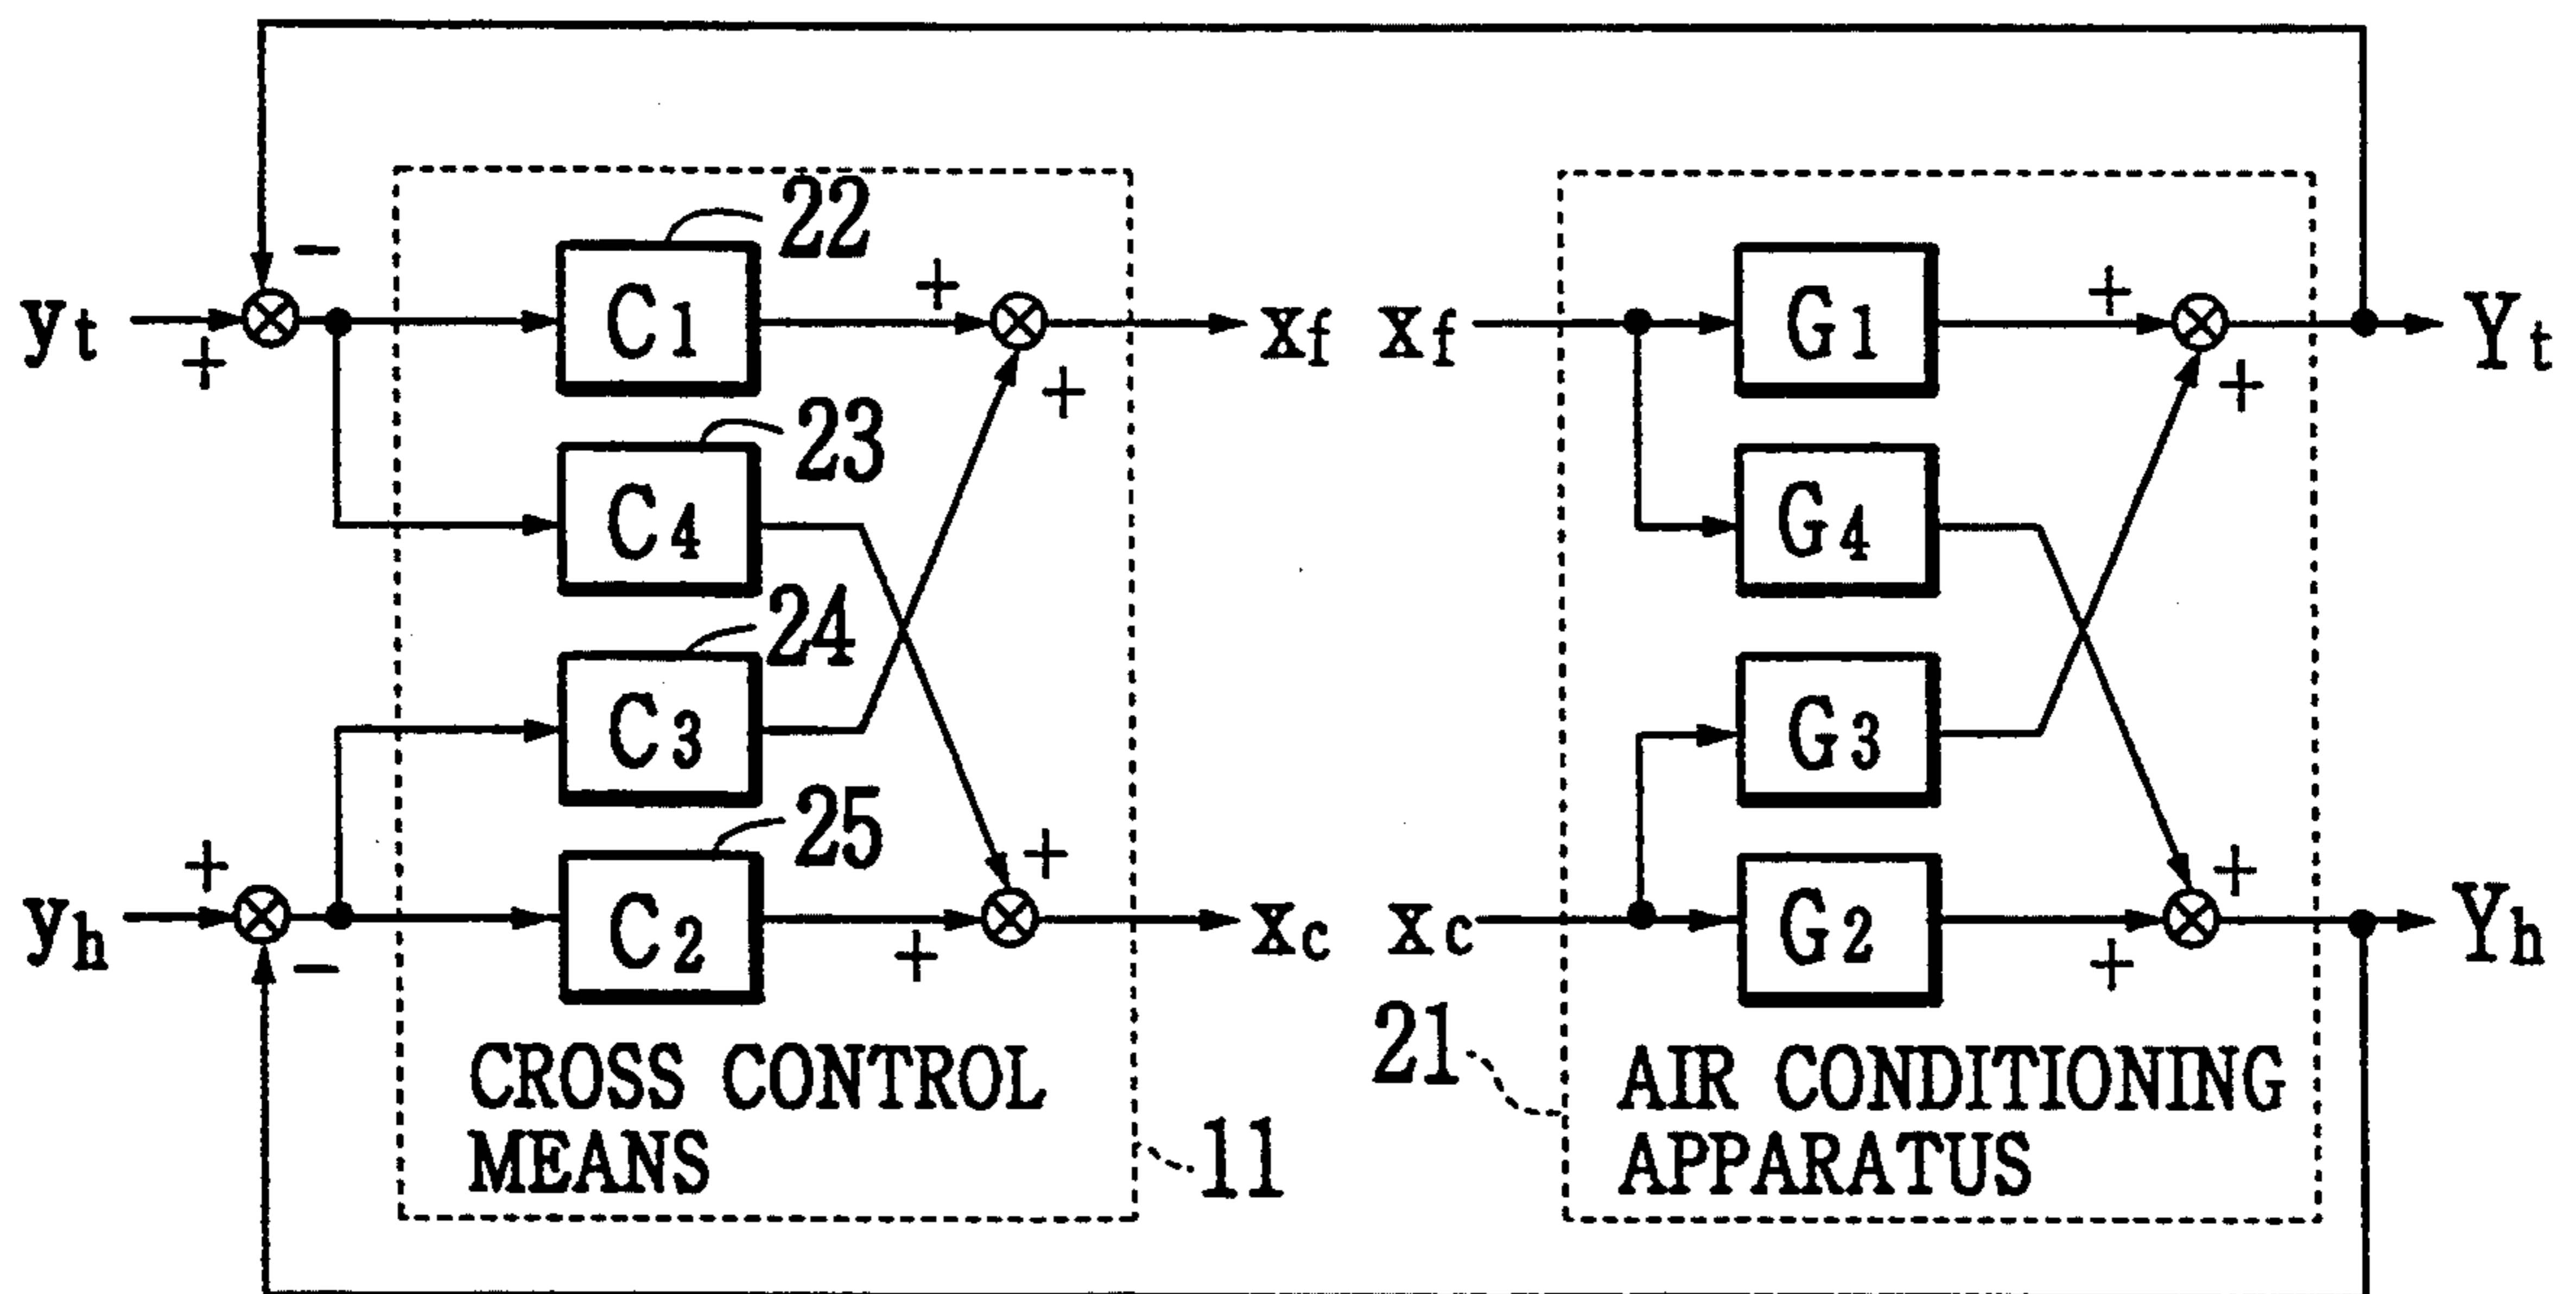 −
22
yt
+
C1
+
xf
+
xf
G1
+
Yt
+
23
C4
G4
24
C3
G3
25
+
yh
−
C2
+
+
xc
xc
G2
+
+
Yh
CROSS CONTROL
MEANS
11
21
AIR CONDITIONING
APPARATUS